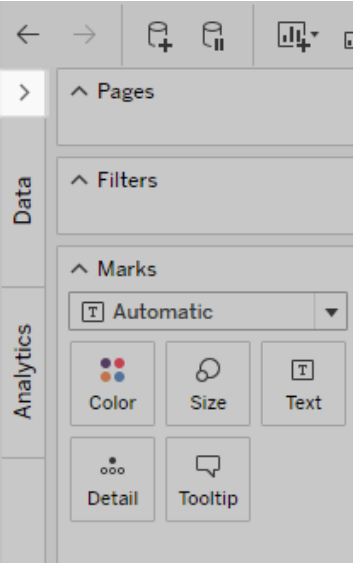 Pages
Filters
Data
Marks
T Automatic
Analytics
T
Color Size Text
Detail Tooltip